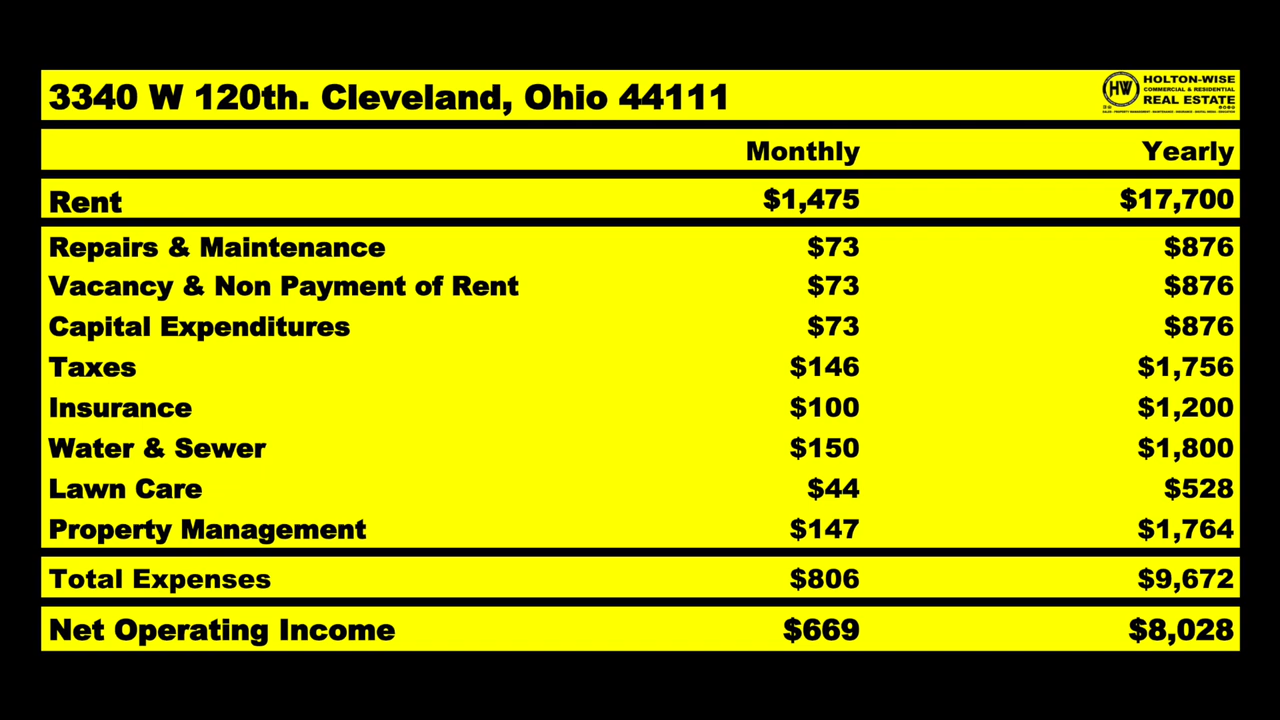 3340 W 120th. Cleveland, Ohio 44111
HW
HOLTON-WISE
COMMERCIAL & RESIDENTIAL
REAL ESTATE
Monthly Yearly
Rent $1,475 $17,700
Repairs & Maintenance $73 $876
Vacancy & Non Payment of Rent $73 $876
Capital Expenditures $73 $876
Taxes $146 $1,756
Insurance $100 $1,200
Water & Sewer $150 $1,800
Lawn Care $44 $528
Property Management $147 $1,764
Total Expenses $806 $9,672
Net Operating Income $669 $8,028